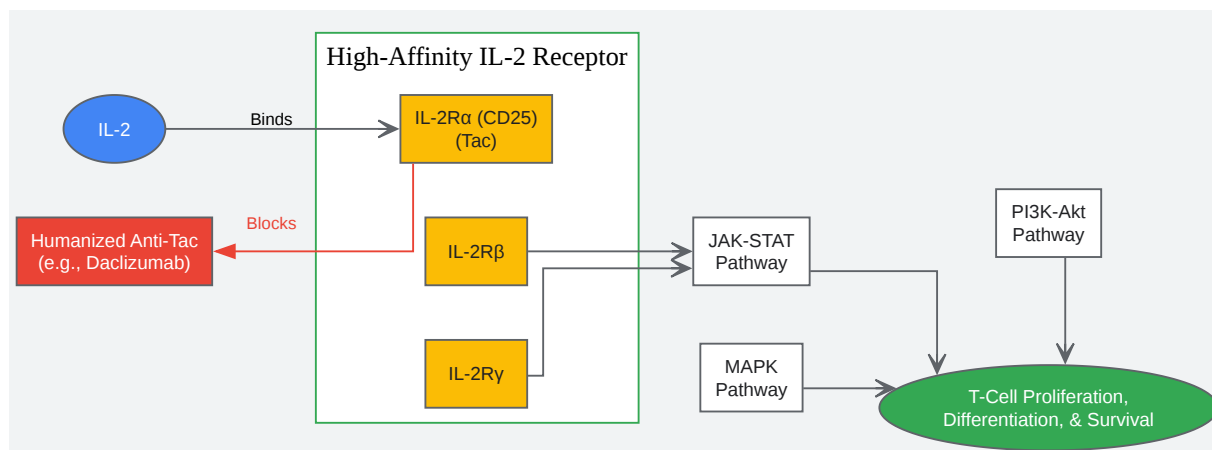 High-Affinity IL-2 Receptor
IL-2
Binds
IL-2Rα (CD25)
(Tac)
Humanized Anti-Tac
(e.g., Daclizumab)
Blocks
IL-2Rβ
JAK-STAT
Pathway
PI3K-Akt
Pathway
IL-2Rγ
MAPK
Pathway
T-Cell Proliferation,
Differentiation, & Survival